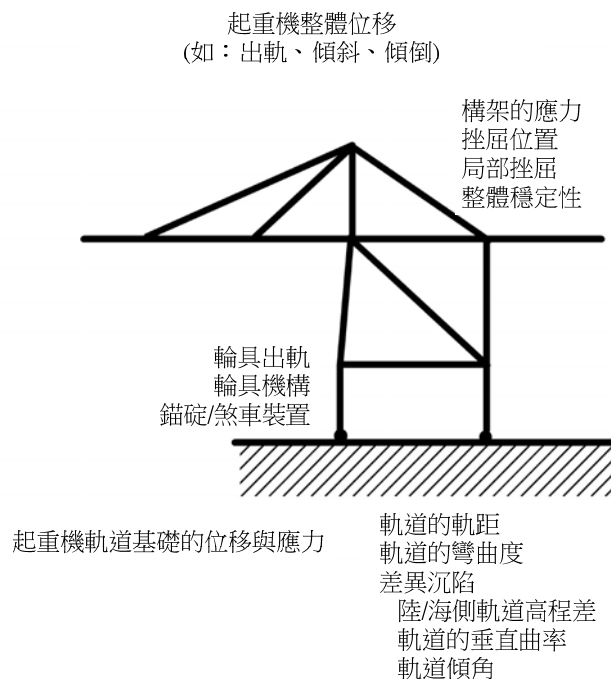 起重機整體位移
(如：出軌、傾斜、傾倒)
構架的應力
挫屈位置
局部挫屈
整體穩定性
輪具出軌
輪具機構
錨碇/煞車裝置
起重機軌道基礎的位移與應力
軌道的軌距
軌道的彎曲度
差異沉陷
陸/海側軌道高程差
軌道的垂直曲率
軌道傾角